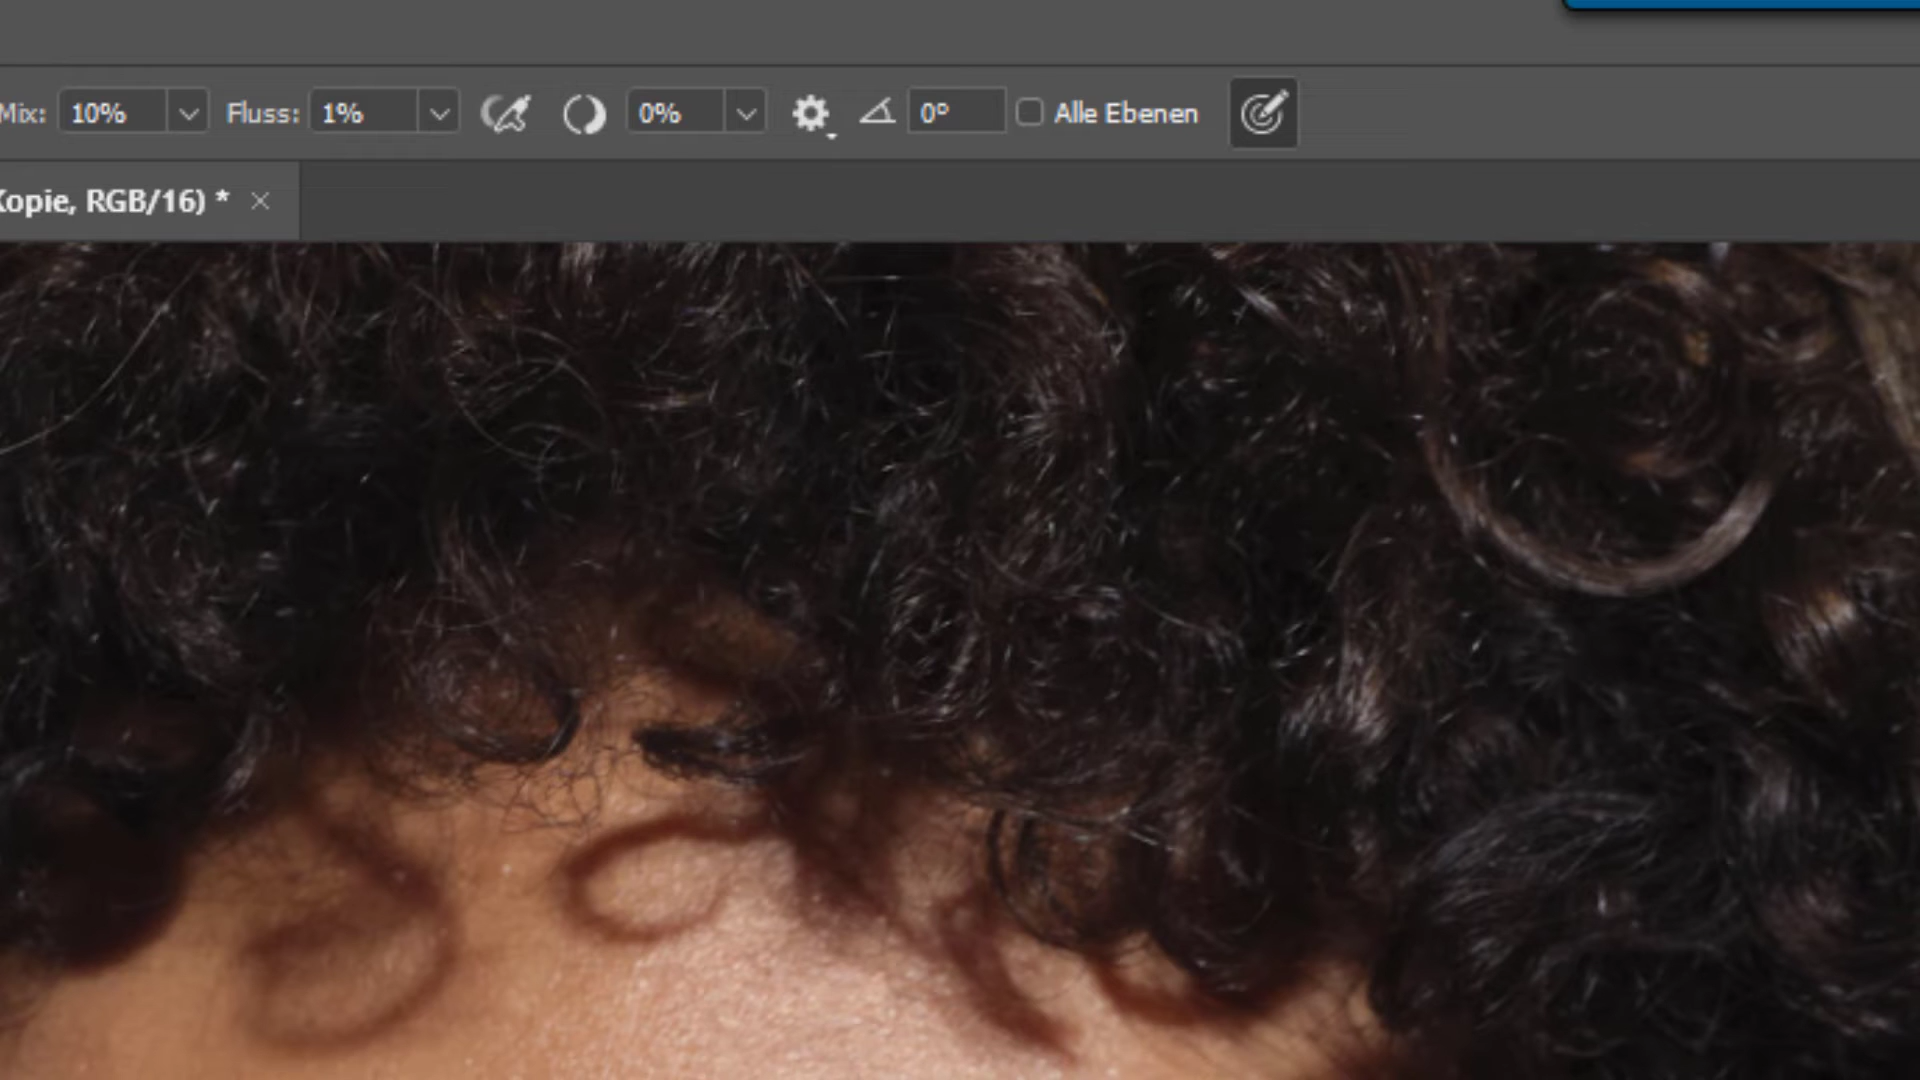 Mix: 10% Fluss: 1% 0% 0° Alle Ebenen
Kopie, RGB/16) *